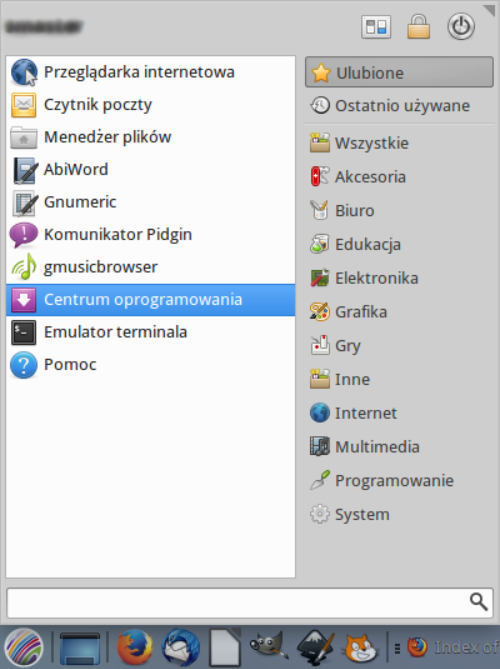 Przeglądarka internetowa
Czytnik poczty
Menedżer plików
AbiWord
Gnumeric
Komunikator Pidgin
gmusicbrowser
Centrum oprogramowania
Emulator terminala
Pomoc
Ulubione
Ostatnio używane
Wszystkie
Akcesoria
Biuro
Edukacja
Elektronika
Grafika
Gry
Inne
Internet
Multimedia
Programowanie
System
Index of